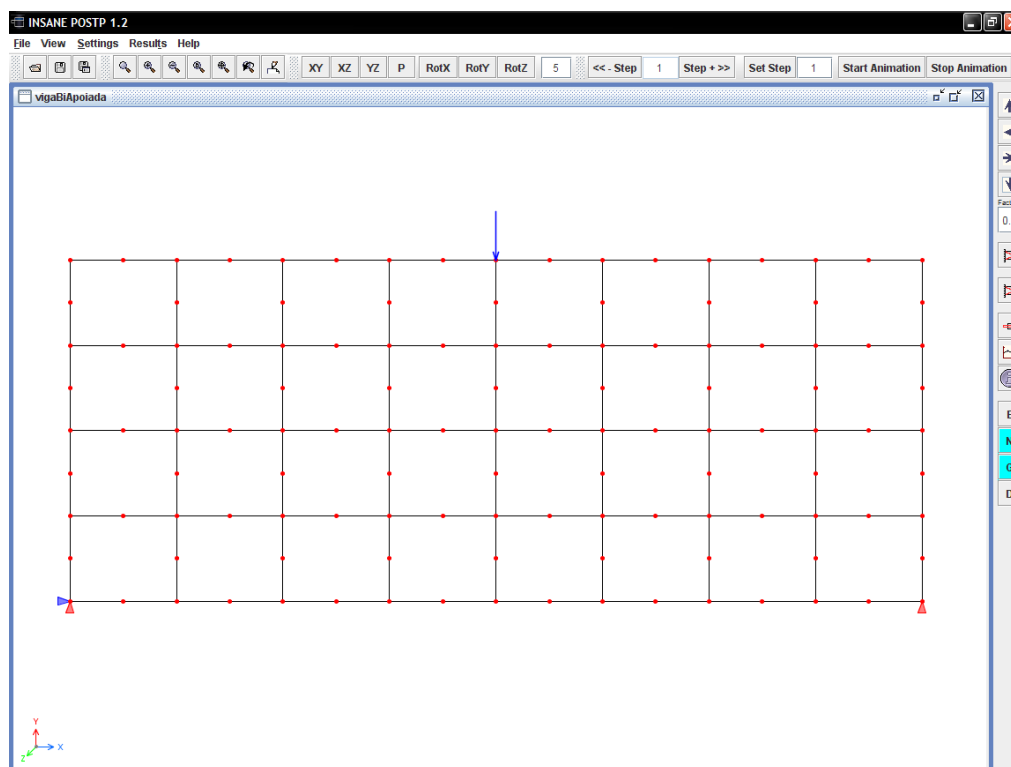 INSANE POSTP 1.2
File View Settings Results Help
XY XZ YZ P RotX RotY RotZ 5 << - Step 1 Step + >> Set Step 1 Start Animation Stop Animation
vigaBiApoiada
Y
X
Z